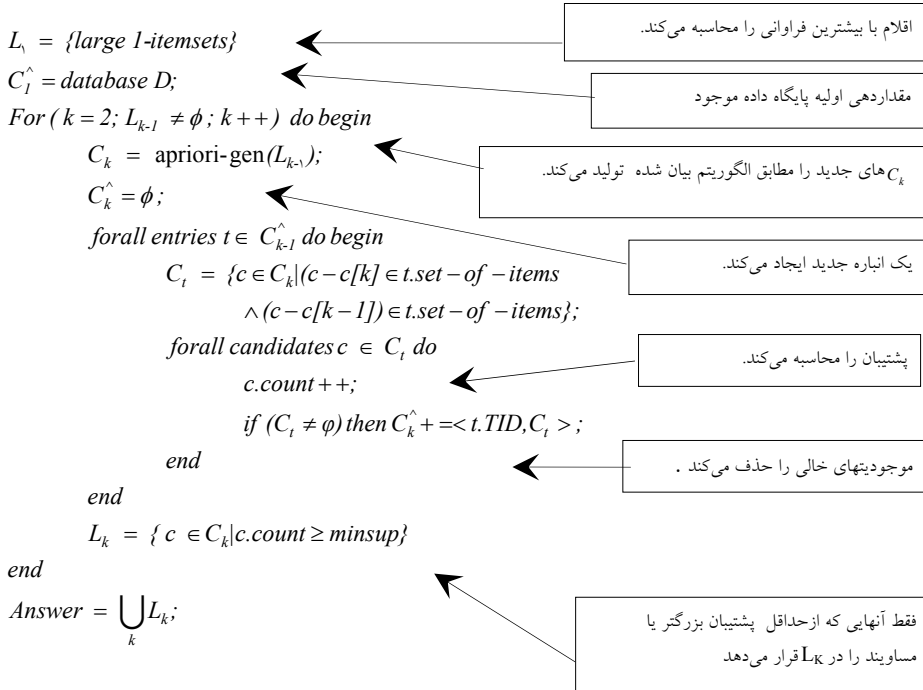 L۱ = {large 1-itemsets}
اقلام با بیشترین فراوانی را محاسبه می‌کند.
C₁^ = database D;
مقداردهی اولیه پایگاه داده موجود
For ( k = 2; Lₖ₋₁ ≠ ϕ ; k + + ) do begin
Cₖ = apriori-gen(Lₖ₋۱);
Cₖهای جدید را مطابق الگوریتم بیان شده تولید می‌کند.
Cₖ^ = ϕ ;
forall entries t ∈ Cₖ₋₁^ do begin
یک انباره جدید ایجاد می‌کند.
Cₜ = {c ∈ Cₖ|(c − c[k] ∈ t.set − of − items
∧ (c − c[k − 1]) ∈ t.set − of − items};
forall candidates c ∈ Cₜ do
پشتیبان را محاسبه می‌کند.
c.count + +;
if (Cₜ ≠ φ) then Cₖ^ + =< t.TID,Cₜ > ;
end
موجودیتهای خالی را حذف می‌کند .
end
Lₖ = { c ∈ Cₖ|c.count ≥ minsup}
end
Answer = ⋃ₖ Lₖ;
فقط آنهایی که ازحداقل پشتیبان بزرگتر یا
مساویند را در Lᴋ قرار می‌دهد